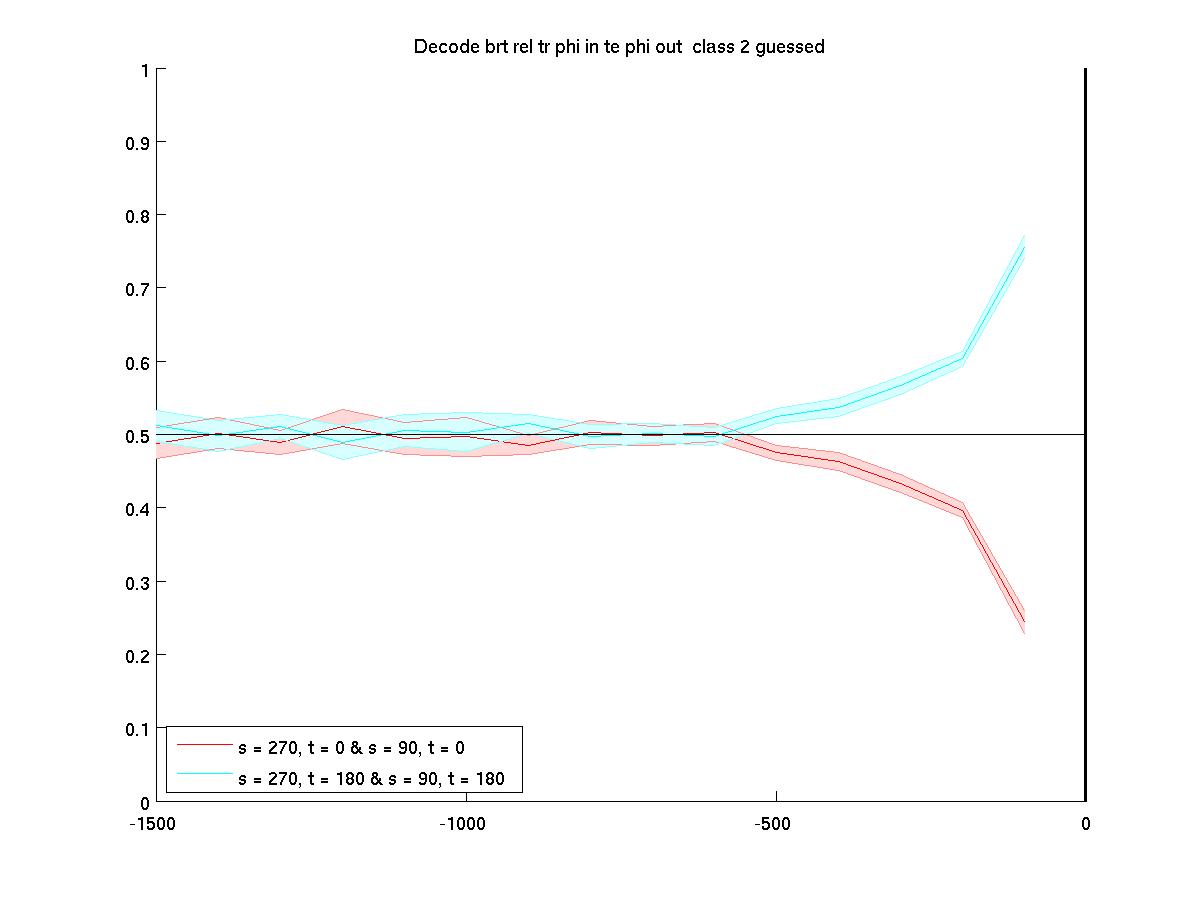 Decode brt rel tr phi in te phi out  class 2 guessed
1
0.9
0.8
0.7
0.6
0.5
0.4
0.3
0.2
0.1
0
s = 270, t = 0 & s = 90, t = 0
s = 270, t = 180 & s = 90, t = 180
-1500 -1000 -500 0